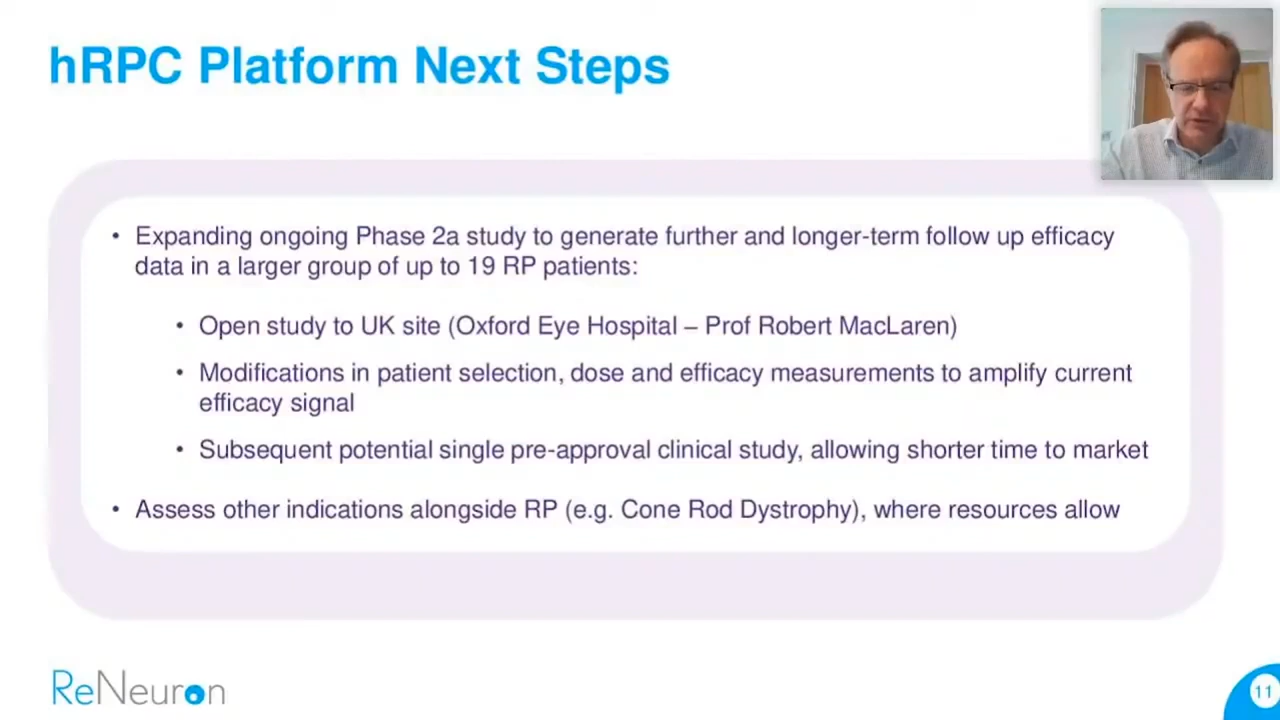 hRPC Platform Next Steps
• Expanding ongoing Phase 2a study to generate further and longer-term follow up efficacy
data in a larger group of up to 19 RP patients:
• Open study to UK site (Oxford Eye Hospital – Prof Robert MacLaren)
• Modifications in patient selection, dose and efficacy measurements to amplify current
efficacy signal
• Subsequent potential single pre-approval clinical study, allowing shorter time to market
• Assess other indications alongside RP (e.g. Cone Rod Dystrophy), where resources allow
ReNeuron
11